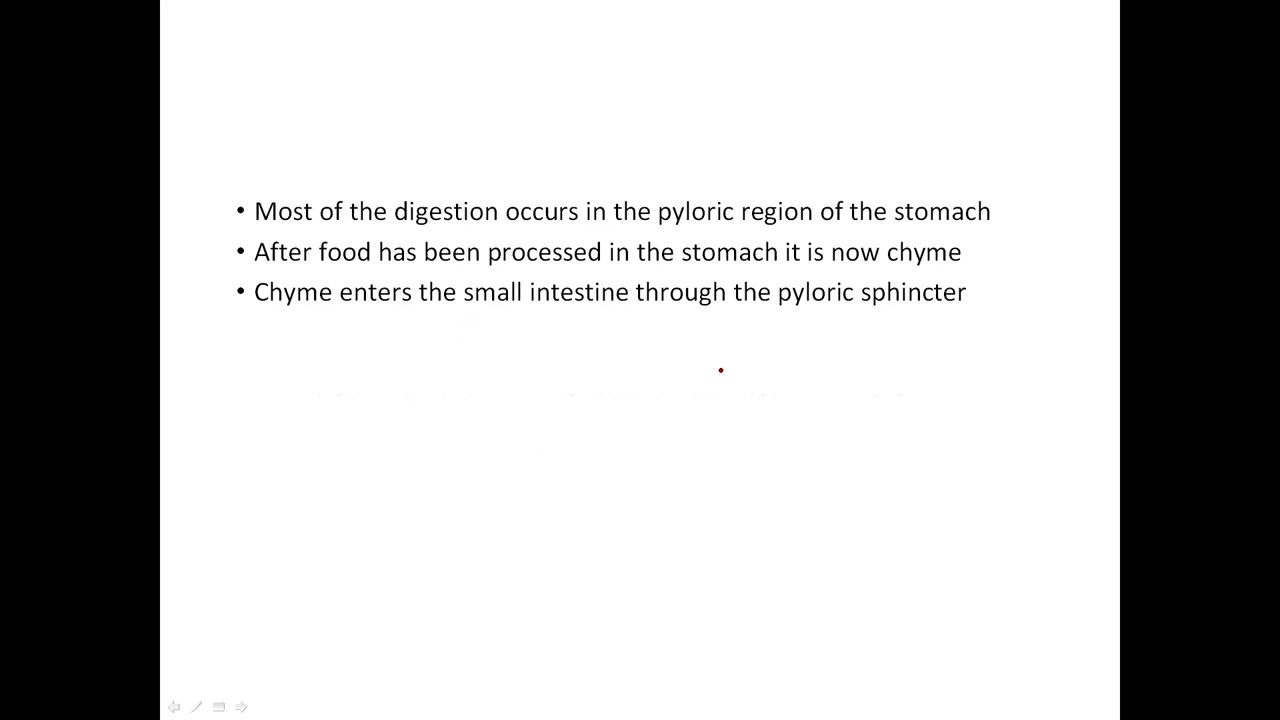 • Most of the digestion occurs in the pyloric region of the stomach
• After food has been processed in the stomach it is now chyme
• Chyme enters the small intestine through the pyloric sphincter